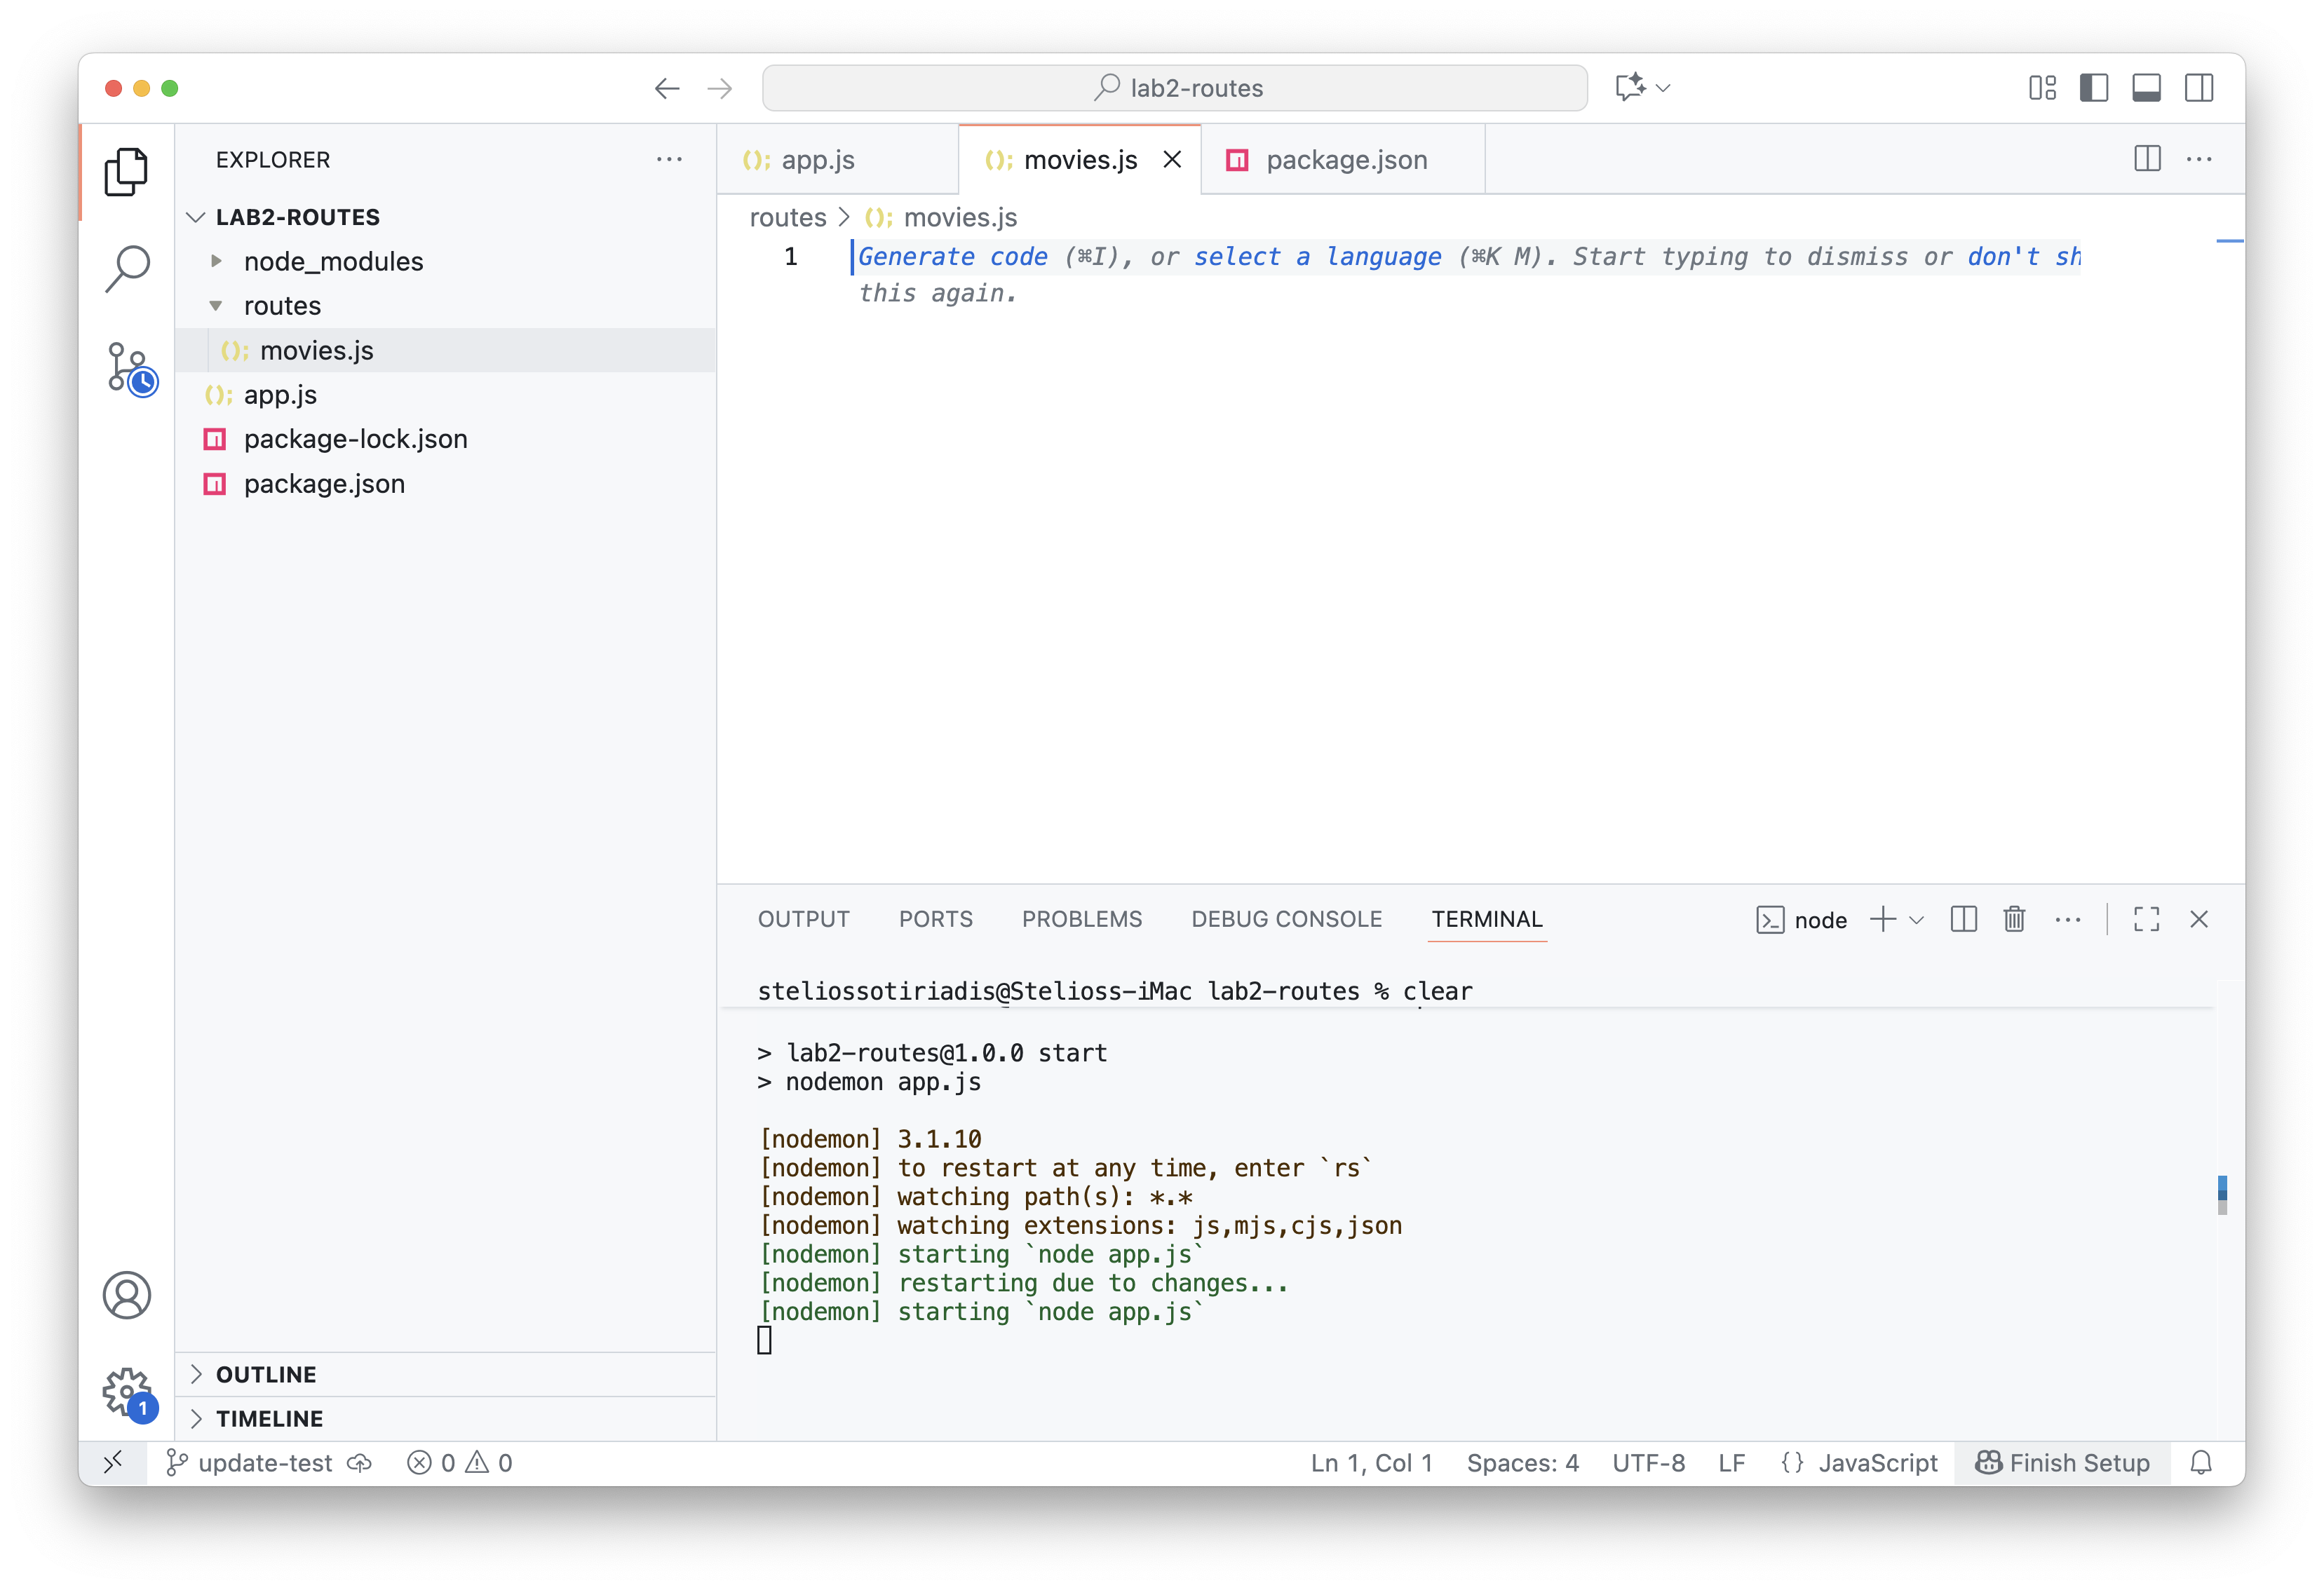 lab2-routes
EXPLORER
LAB2-ROUTES
node_modules
routes
movies.js
app.js
package-lock.json
package.json
OUTLINE
TIMELINE
app.js
movies.js
package.json
routes > movies.js
1
Generate code (⌘I), or select a language (⌘K M). Start typing to dismiss or don't sh
this again.
OUTPUT PORTS PROBLEMS DEBUG CONSOLE TERMINAL
node
steliossotiriadis@Stelioss-iMac lab2-routes % clear
> lab2-routes@1.0.0 start
> nodemon app.js
[nodemon] 3.1.10
[nodemon] to restart at any time, enter `rs`
[nodemon] watching path(s): *.*
[nodemon] watching extensions: js,mjs,cjs,json
[nodemon] starting `node app.js`
[nodemon] restarting due to changes...
[nodemon] starting `node app.js`
1
update-test 0 0 Ln 1, Col 1 Spaces: 4 UTF-8 LF {} JavaScript Finish Setup